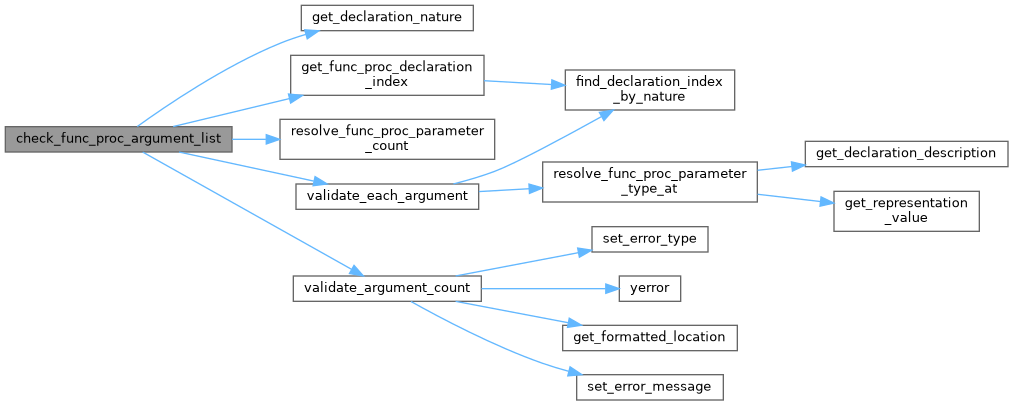 get_declaration_nature
get_func_proc_declaration
_index
find_declaration_index
_by_nature
check_func_proc_argument_list
resolve_func_proc_parameter
_count
get_declaration_description
resolve_func_proc_parameter
_type_at
validate_each_argument
get_representation
_value
set_error_type
validate_argument_count
yerror
get_formatted_location
set_error_message